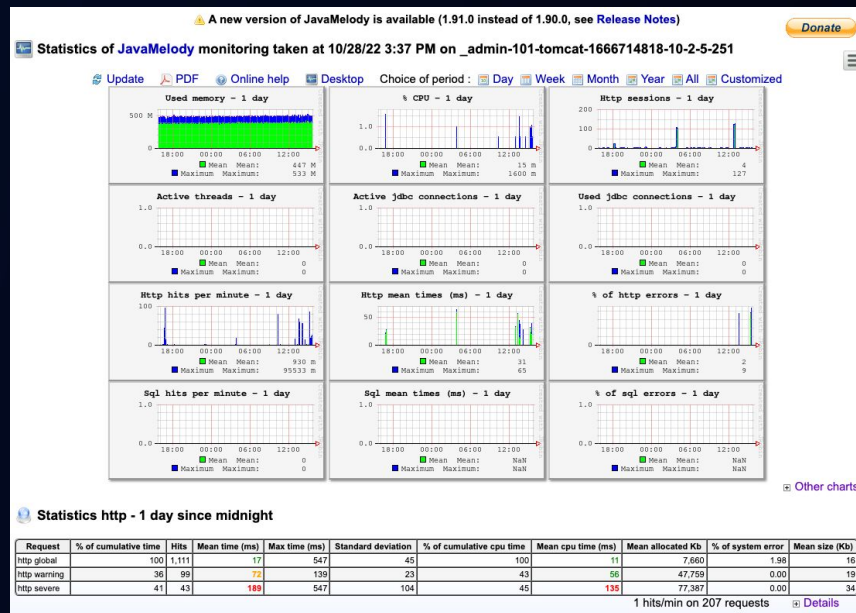 A new version of JavaMelody is available (1.91.0 instead of 1.90.0, see Release Notes)
Donate
Statistics of JavaMelody monitoring taken at 10/28/22 3:37 PM on _admin-101-tomcat-1666714818-10-2-5-251
Update PDF Online help Desktop Choice of period : Day Week Month Year All Customized
Used memory - 1 day
500 M
0
18:00 00:00 06:00 12:00
Mean Mean: 447 M
Maximum Maximum: 533 M
% CPU - 1 day
1.0
0.0
18:00 00:00 06:00 12:00
Mean Mean: 15 m
Maximum Maximum: 1600 m
Http sessions - 1 day
200
100
0
18:00 00:00 06:00 12:00
Mean Mean: 4
Maximum Maximum: 127
Active threads - 1 day
1.0
0.0
18:00 00:00 06:00 12:00
Mean Mean: 0
Maximum Maximum: 0
Active jdbc connections - 1 day
1.0
0.0
18:00 00:00 06:00 12:00
Mean Mean: 0
Maximum Maximum: 0
Used jdbc connections - 1 day
1.0
0.0
18:00 00:00 06:00 12:00
Mean Mean: 0
Maximum Maximum: 0
Http hits per minute - 1 day
100
0
18:00 00:00 06:00 12:00
Mean Mean: 930 m
Maximum Maximum: 95533 m
Http mean times (ms) - 1 day
50
0
18:00 00:00 06:00 12:00
Mean Mean: 31
Maximum Maximum: 65
% of http errors - 1 day
0
18:00 00:00 06:00 12:00
Mean Mean: 2
Maximum Maximum: 9
Sql hits per minute - 1 day
1.0
0.0
18:00 00:00 06:00 12:00
Mean Mean: 0
Maximum Maximum: 0
Sql mean times (ms) - 1 day
1.0
0.0
18:00 00:00 06:00 12:00
Mean Mean: NaN
Maximum Maximum: NaN
% of sql errors - 1 day
1.0
0.0
18:00 00:00 06:00 12:00
Mean Mean: NaN
Maximum Maximum: NaN
Other charts
Statistics http - 1 day since midnight
Request % of cumulative time Hits Mean time (ms) Max time (ms) Standard deviation % of cumulative cpu time Mean cpu time (ms) Mean allocated Kb % of system error Mean size (Kb)
http global 100 1,111 17 547 45 100 11 7,660 1.98 16
http warning 36 99 72 139 23 43 56 47,759 0.00 19
http severe 41 43 189 547 104 45 135 77,387 0.00 34
1 hits/min on 207 requests Details